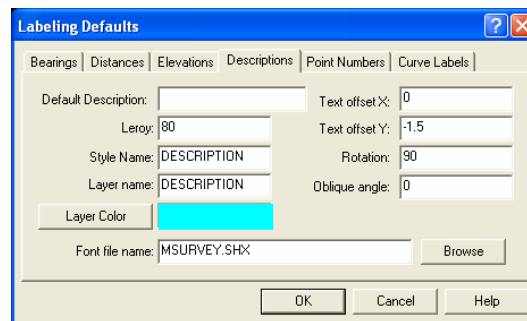 Labeling Defaults
Bearings Distances Elevations Descriptions Point Numbers Curve Labels
Default Description: Text offset X: 0
Leroy: 80 Text offset Y: -1.5
Style Name: DESCRIPTION Rotation: 90
Layer name: DESCRIPTION Oblique angle: 0
Layer Color
Font file name: MSURVEY.SHX Browse
OK Cancel Help